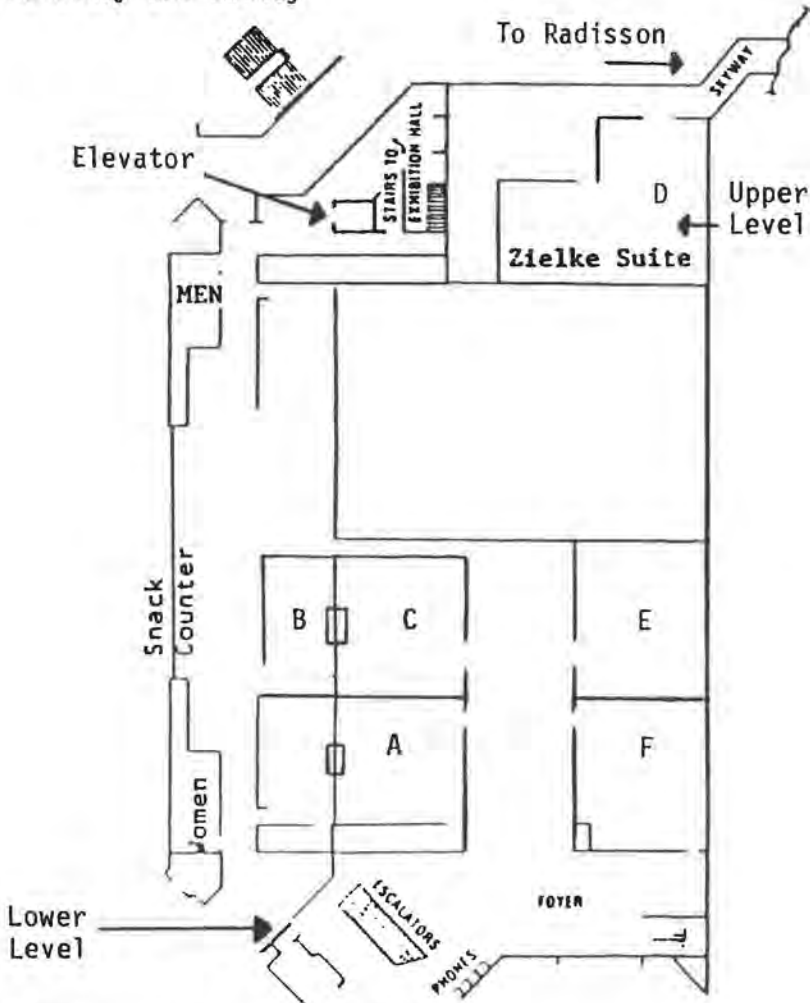 To Radisson
SKYWAY
Elevator
STAIRS TO
EXHIBITION HALL
D
Upper
Level
Zielke Suite
MEN
Snack
Counter
B
C
E
A
F
Women
Lower
Level
ESCALATORS
FOYER
PHONES